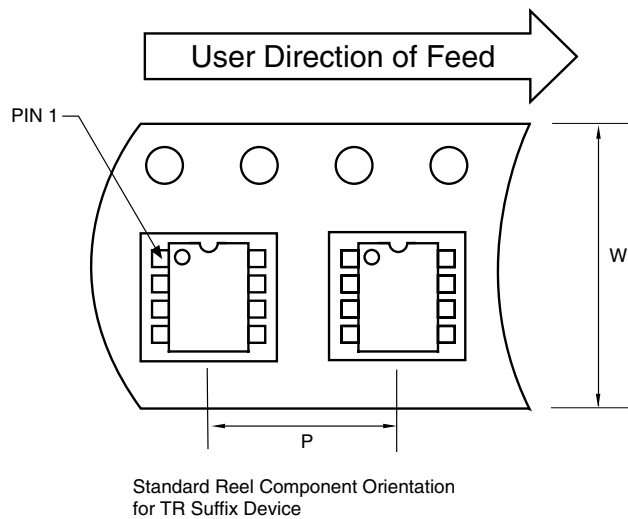 User Direction of Feed
PIN 1
W
P
Standard Reel Component Orientation
for TR Suffix Device